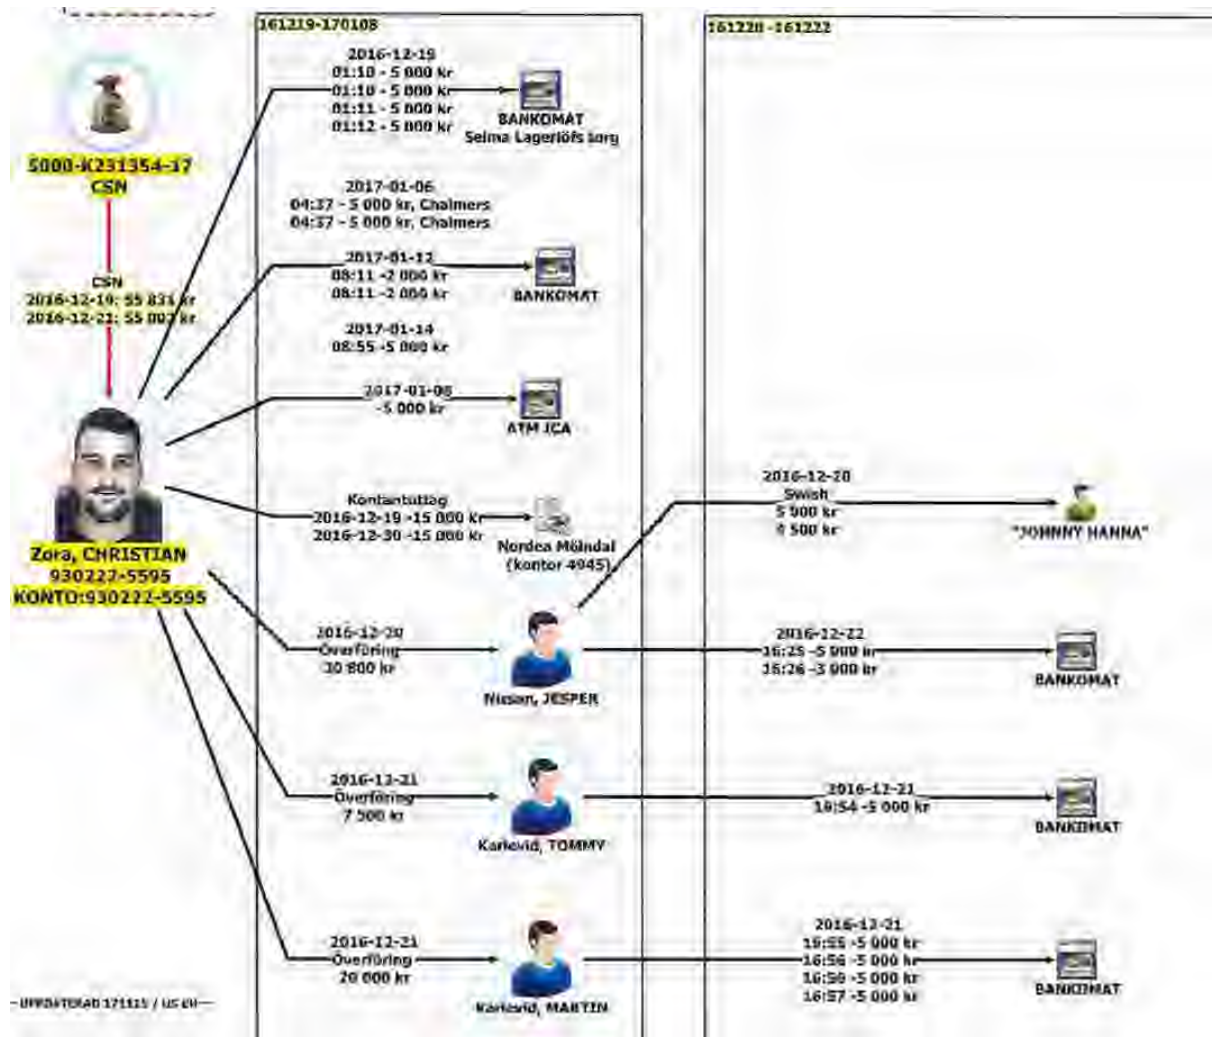 161219-170108
161220 -161222
2016-12-19
01:10 - 5 000 kr
01:10 - 5 000 kr
01:11 - 5 000 kr
01:12 - 5 000 kr
BANKOMAT
Selma Lagerlöfs torg
5000-K231354-17
CSN
2017-01-06
04:37 - 5 000 kr, Chalmers
04:37 - 5 000 kr, Chalmers
CSN
2016-12-19: 55 831 kr
2016-12-21: 55 kr
2017-01-12
08:11 -2 000 kr
08:11 -2 000 kr
BANKOMAT
2017-01-14
08:55 -5 000 kr
2017-01-08
-5 000 kr
ATM ICA
Kontantuttag
2016-12-19 -15 000 kr
2016-12-30 -15 000 kr
Nordea Mölndal
(kontor 4945)
2016-12-20
Swish
5 000 kr
4 500 kr
"JOHNNY HANNA"
Zora, CHRISTIAN
930222-5595
KONTO:930222-5595
2016-12-20
Överföring
kr
JESPER
2016-12-22
16:25 -5 000 kr
16:26 -3 000 kr
BANKOMAT
2016-12-21
Överföring
7 500 kr
Karlovid, TOMMY
2016-12-21
16:54 -5 000 kr
BANKOMAT
2016-12-21
Överföring
20 000 kr
Karlovid, MARTIN
2016-12-21
16:55 -5 000 kr
16:56 -5 000 kr
16:56 -5 000 kr
16:57 -5 000 kr
BANKOMAT
UPPDATERAD 171115 /